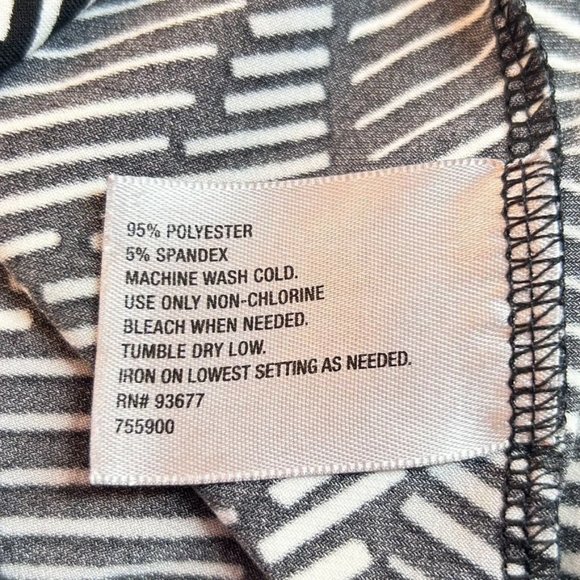 95% POLYESTER
5% SPANDEX
MACHINE WASH COLD.
USE ONLY NON-CHLORINE
BLEACH WHEN NEEDED.
TUMBLE DRY LOW.
IRON ON LOWEST SETTING AS NEEDED.
RN# 93677
755900